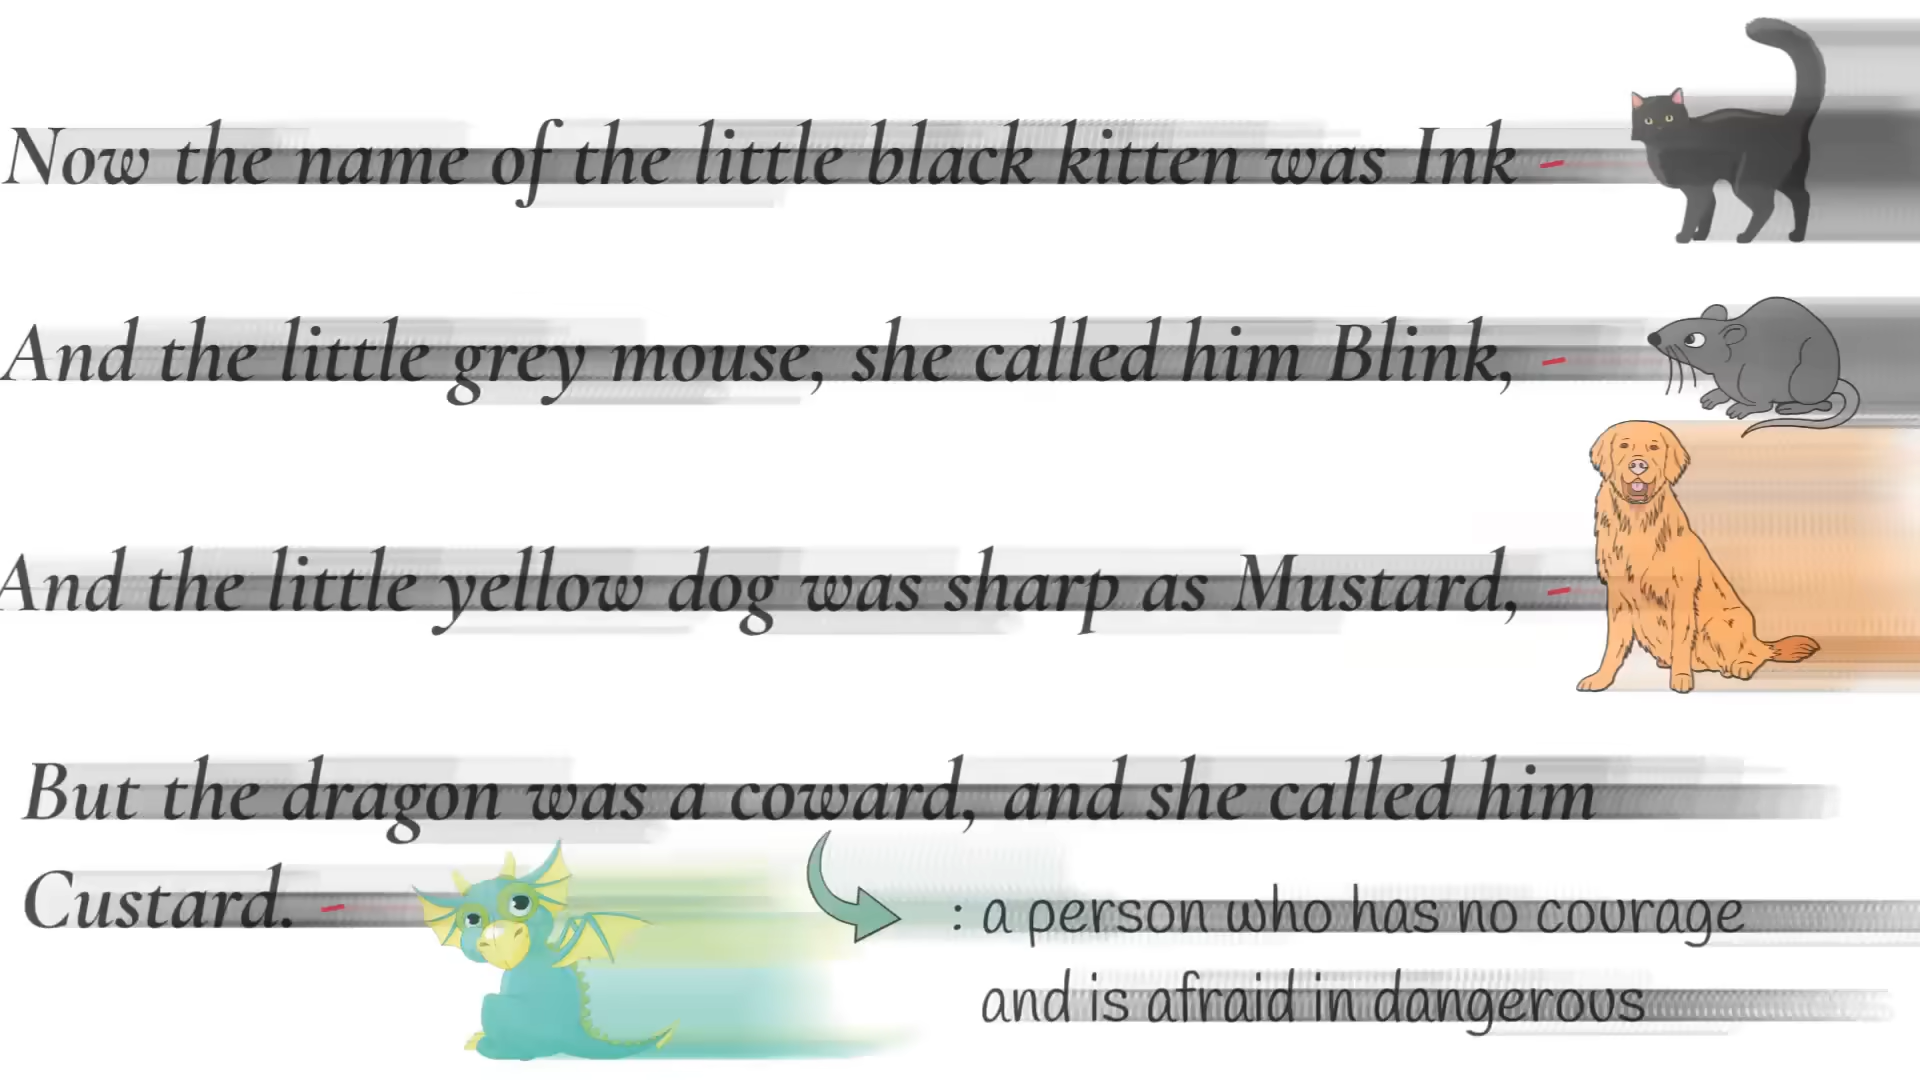 Now the name of the little black kitten was Ink -
And the little grey mouse, she called him Blink, -
And the little yellow dog was sharp as Mustard, -
But the dragon was a coward, and she called him
Custard. -
: a person who has no courage
and is afraid in dangerous